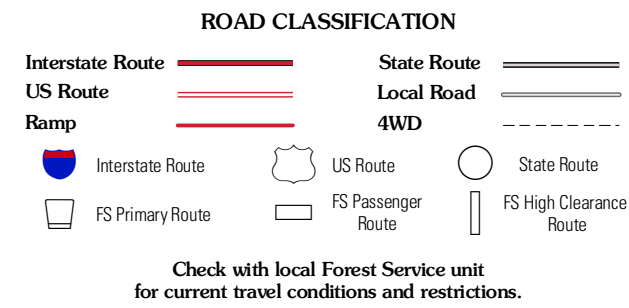 ROAD CLASSIFICATION
Interstate Route
State Route
US Route
Local Road
Ramp
4WD
Interstate Route
US Route
State Route
FS Primary Route
FS Passenger
Route
FS High Clearance
Route
Check with local Forest Service unit
for current travel conditions and restrictions.